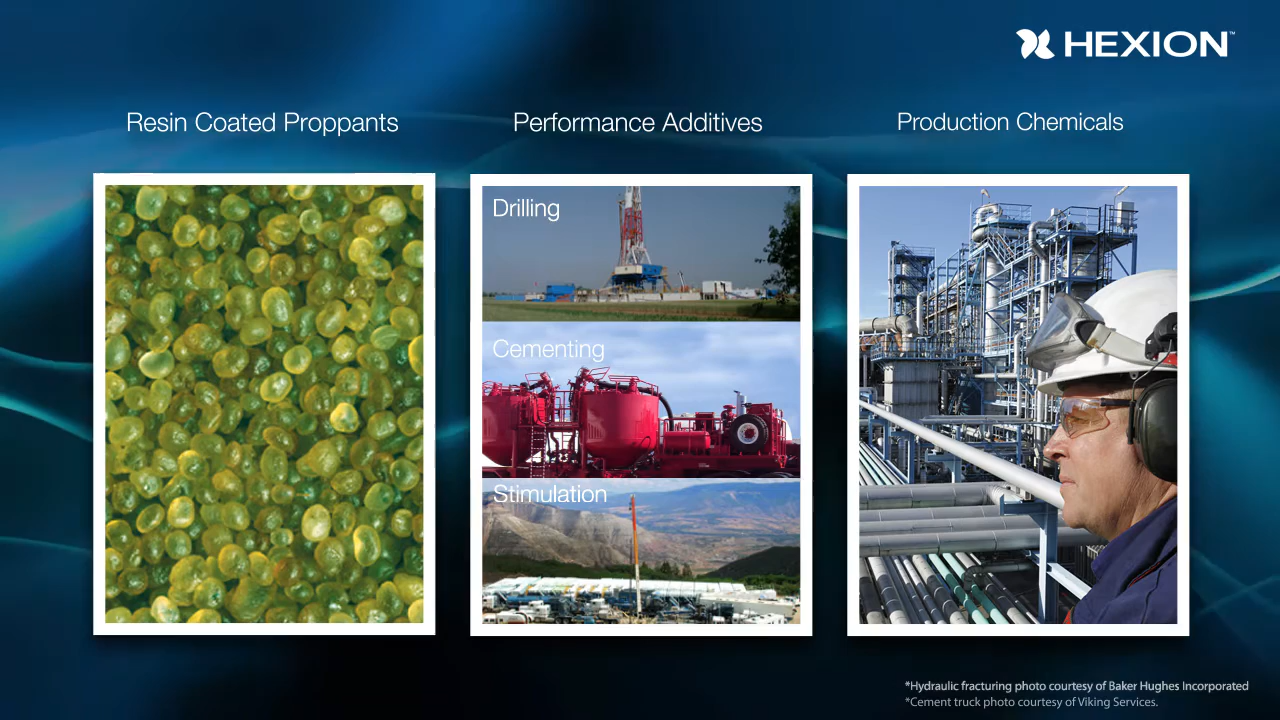 HEXION™
Resin Coated Proppants
Performance Additives
Production Chemicals
Drilling
Cementing
Stimulation
*Hydraulic fracturing photo courtesy of Baker Hughes Incorporated
*Cement truck photo courtesy of Viking Services.